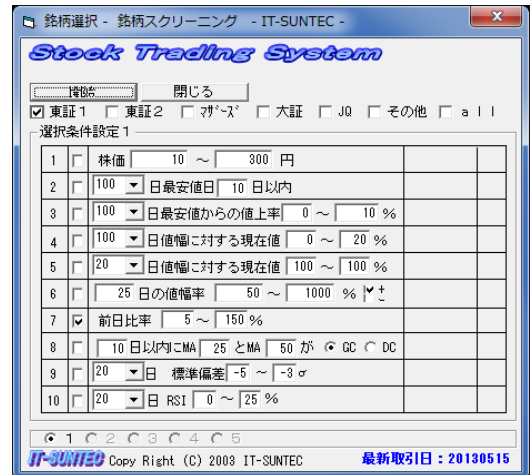 銘柄選択 - 銘柄スクリーニング - IT-SUNTEC -
Stock Trading System
閉じる
東証1 東証2 ﾏｻﾞｰｽﾞ 大証 JQ その他 all
選択条件設定1
1 株価 10 ～ 300 円
2 100 日最安値日 10 日以内
3 100 日最安値からの値上率 0 ～ 10 %
4 100 日値幅に対する現在値 0 ～ 20 %
5 20 日値幅に対する現在値 100 ～ 100 %
6 25 日の値幅率 50 ～ 1000 % +-
7 前日比率 5 ～ 150 %
8 10 日以内にMA 25 とMA 50 が GC DC
9 20 日 標準偏差 -5 ～ -3 σ
10 20 日 RSI 0 ～ 25 %
1 2 3 4 5
IT-SUNTEC Copy Right (C) 2003 IT-SUNTEC 最新取引日：20130515